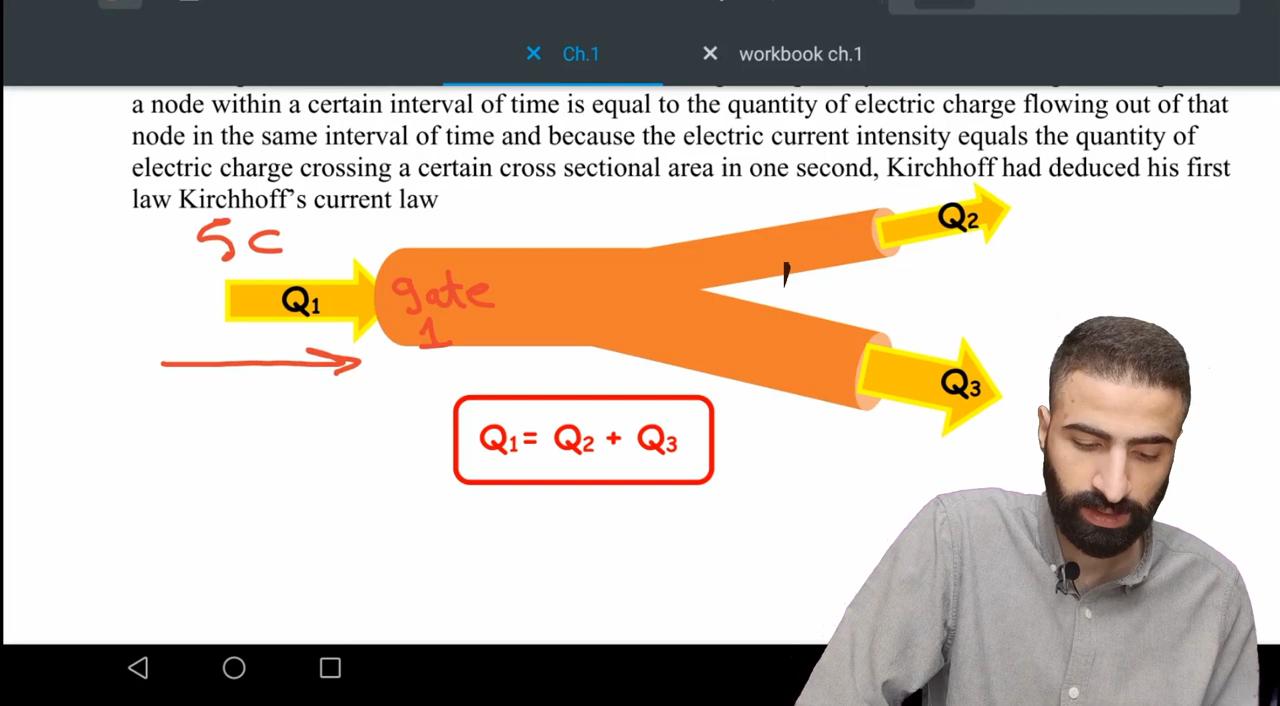 Ch.1
workbook ch.1
a node within a certain interval of time is equal to the quantity of electric charge flowing out of that
node in the same interval of time and because the electric current intensity equals the quantity of
electric charge crossing a certain cross sectional area in one second, Kirchhoff had deduced his first
law Kirchhoff's current law
5 C
Q2
Q1
gate
1
Q3
Q1= Q2 + Q3